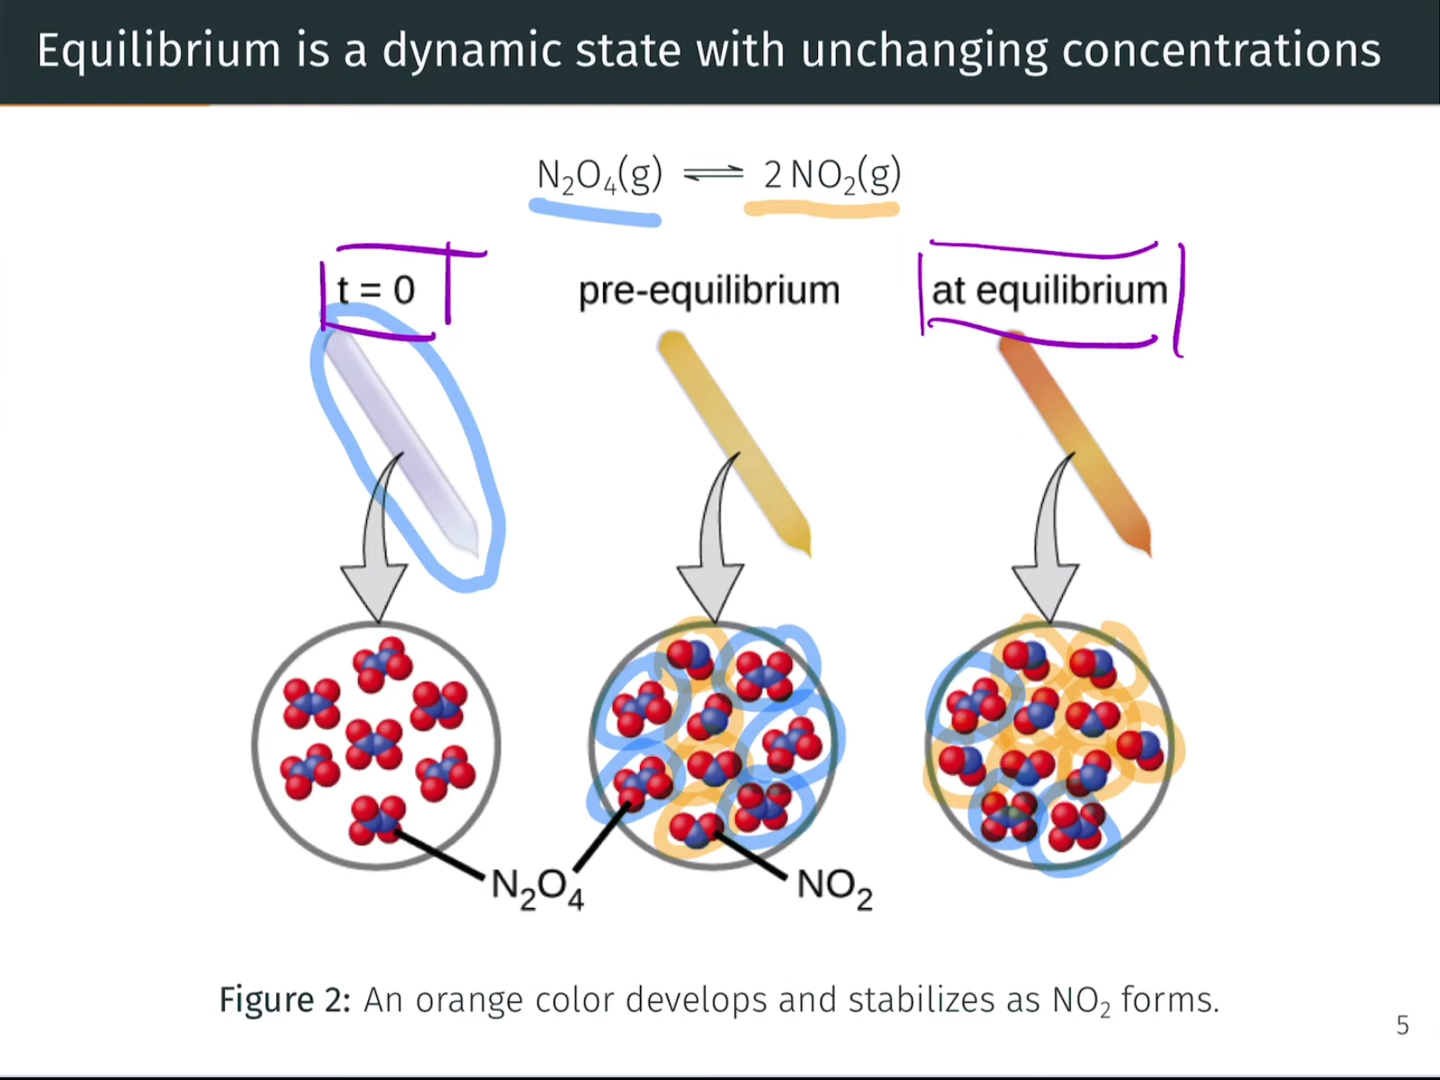 Equilibrium is a dynamic state with unchanging concentrations
N₂O₄(g) ⇌ 2 NO₂(g)
t = 0 pre-equilibrium at equilibrium
N₂O₄ NO₂
Figure 2: An orange color develops and stabilizes as NO₂ forms.
5